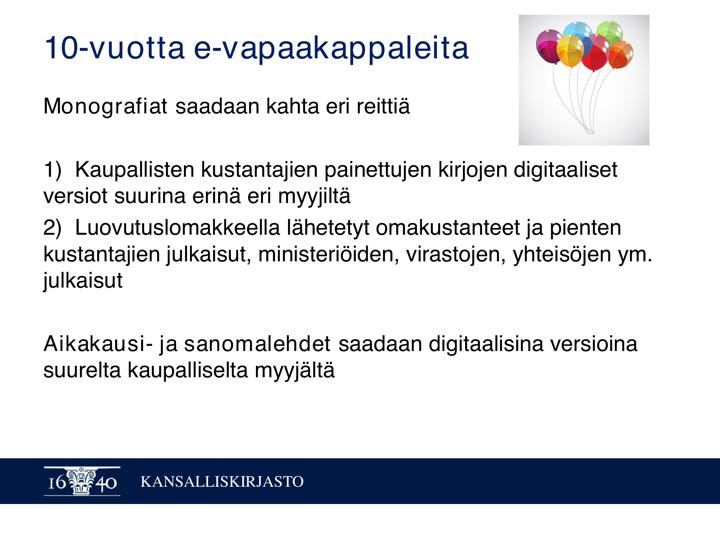 10-vuotta e-vapaakappaleita
Monografiat saadaan kahta eri reittiä
1) Kaupallisten kustantajien painettujen kirjojen digitaaliset
versiot suurina erinä eri myyjiltä
2) Luovutuslomakkeella lähetetyt omakustanteet ja pienten
kustantajien julkaisut, ministeriöiden, virastojen, yhteisöjen ym.
julkaisut
Aikakausi- ja sanomalehdet saadaan digitaalisina versioina
suurelta kaupalliselta myyjältä
1640 KANSALLISKIRJASTO